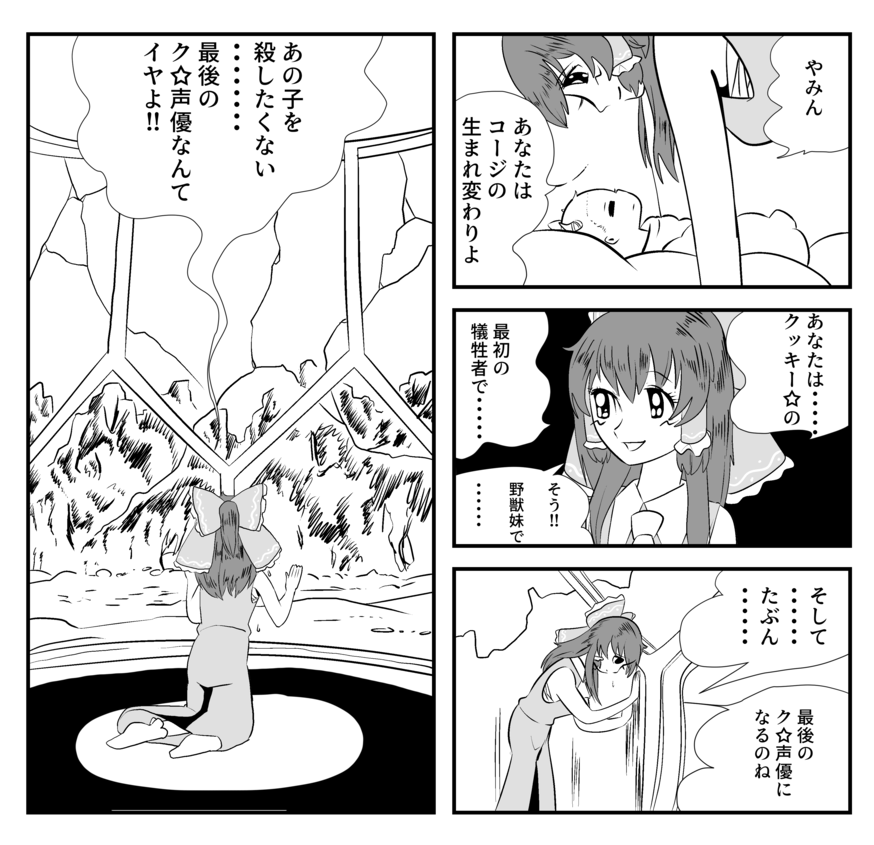 やみん
あなたは
コージの
生まれ変わりよ
あなたは‥‥
クッキー☆の
最初の
犠牲者で‥‥‥
そう!!
野獣妹で
‥‥‥
そして
‥‥‥
たぶん
‥‥‥
最後の
ク☆声優に
なるのね
あの子を
殺したくない
‥‥‥‥
最後の
ク☆声優なんて
イヤよ!!